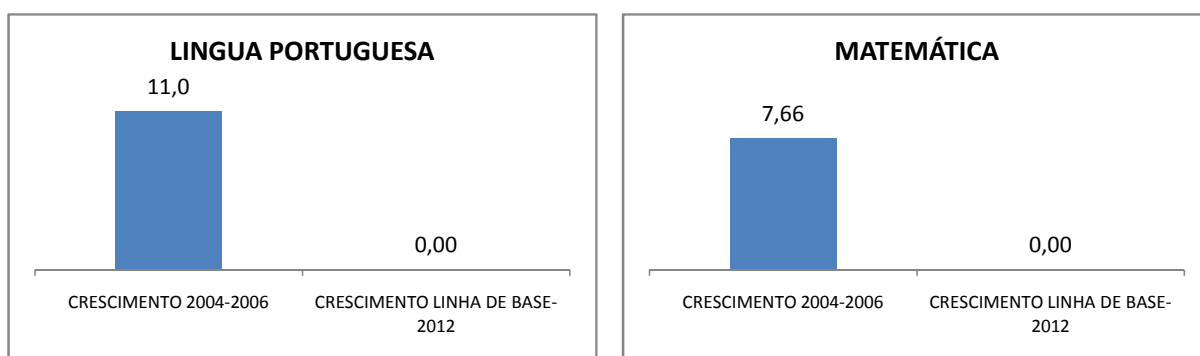 LINGUA PORTUGUESA
11,0
0,00
CRESCIMENTO 2004-2006
CRESCIMENTO LINHA DE BASE-
2012
MATEMÁTICA
7,66
0,00
CRESCIMENTO 2004-2006
CRESCIMENTO LINHA DE BASE-
2012